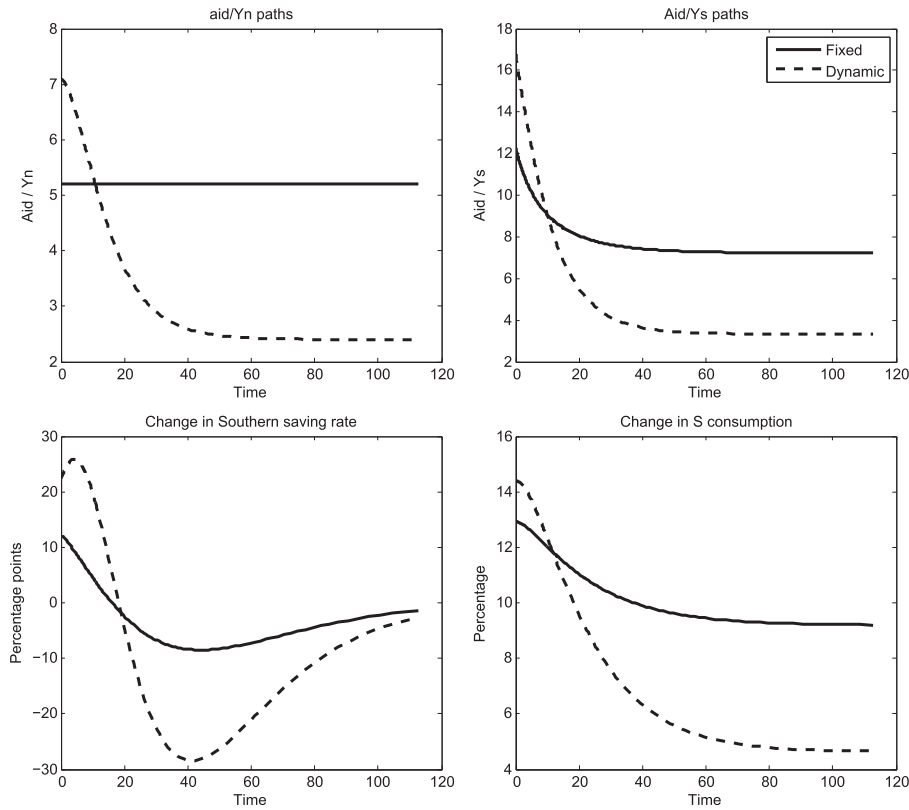 aid/Yn paths
8
7
6
5
4
3
2
Aid / Yn
0 20 40 60 80 100 120
Time
Aid/Ys paths
18
16
14
12
10
8
6
4
2
Aid / Ys
Fixed
Dynamic
0 20 40 60 80 100 120
Time
Change in Southern saving rate
30
20
10
0
−10
−20
−30
Percentage points
0 20 40 60 80 100 120
Time
Change in S consumption
16
14
12
10
8
6
4
Percentage
0 20 40 60 80 100 120
Time